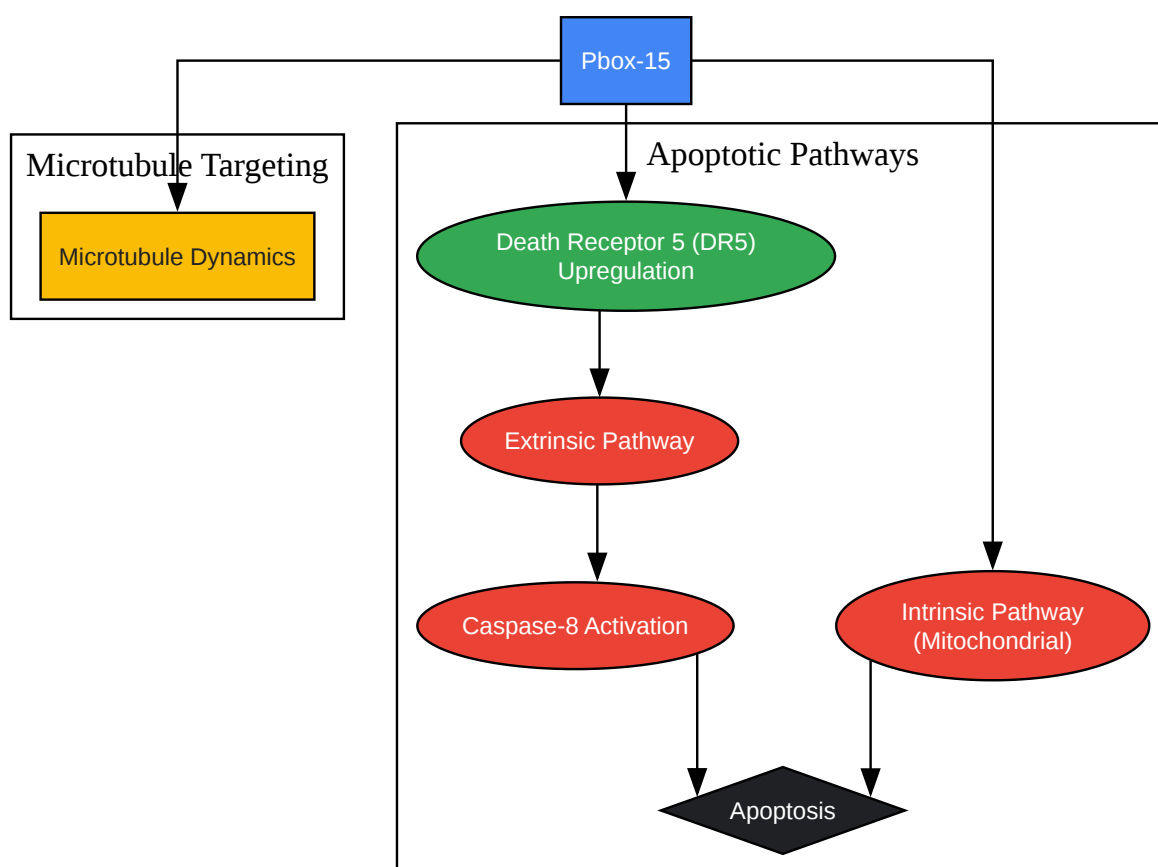 Pbox-15
Microtubule Targeting
Apoptotic Pathways
Microtubule Dynamics
Death Receptor 5 (DR5)
Upregulation
Extrinsic Pathway
Caspase-8 Activation
Intrinsic Pathway
(Mitochondrial)
Apoptosis